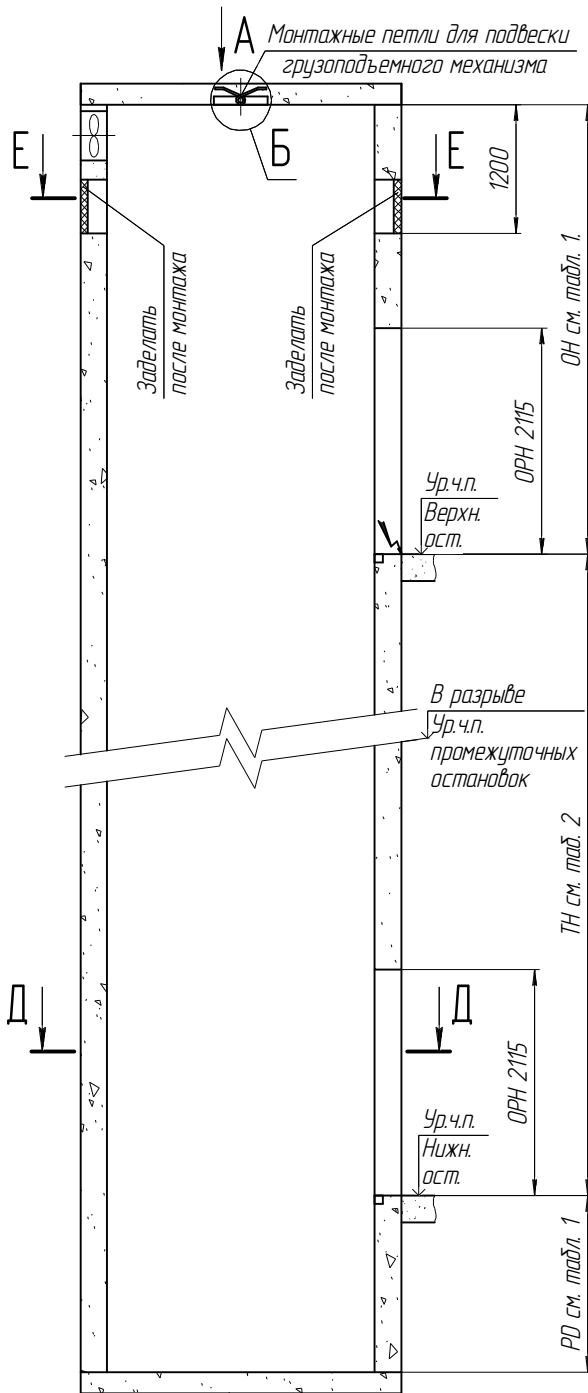 А
Монтажные петли для подвески
грузоподъемного механизма
Б
Е
Е
1200
ОН см. табл. 1.
Заделать
после монтажа
Заделать
после монтажа
ОРН 2115
Ур.ч.п.
Верхн.
ост.
В разрыве
Ур.ч.п.
промежуточных
остановок
ТН см. таб. 2
Д
Д
ОРН 2115
Ур.ч.п.
Нижн.
ост.
PD см. табл. 1